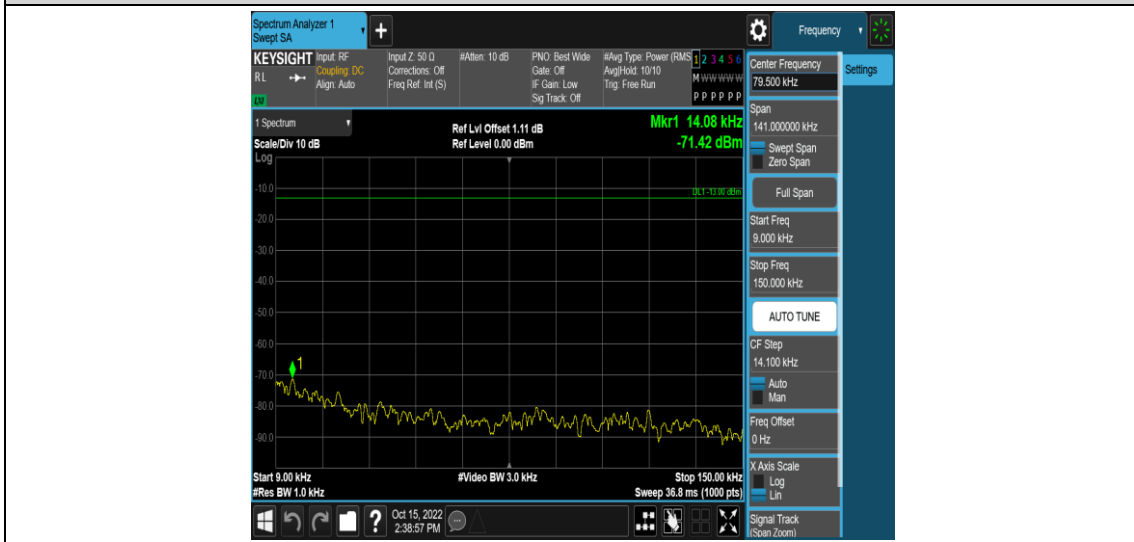 Spectrum Analyzer 1
Swept SA
+
Frequency
KEYSIGHT
RL
LXI
Input: RF
Coupling: DC
Align: Auto
Input Z: 50 Ω
Corrections: Off
Freq Ref: Int (S)
#Atten: 10 dB
PNO: Best Wide
Gate: Off
IF Gain: Low
Sig Track: Off
#Avg Type: Power (RMS
Avg|Hold: 10/10
Trig: Free Run
1 2 3 4 5 6
M W W W W W
P P P P P P
1 Spectrum
Scale/Div 10 dB
Ref Lvl Offset 1.11 dB
Ref Level 0.00 dBm
Mkr1 14.08 kHz
-71.42 dBm
Log
DL1 -13.00 dBm
-10.0
-20.0
-30.0
-40.0
-50.0
-60.0
-70.0
-80.0
-90.0
1
Start 9.00 kHz
#Res BW 1.0 kHz
#Video BW 3.0 kHz
Stop 150.00 kHz
Sweep 36.8 ms (1000 pts)
Center Frequency
79.500 kHz
Settings
Span
141.000000 kHz
Swept Span
Zero Span
Full Span
Start Freq
9.000 kHz
Stop Freq
150.000 kHz
AUTO TUNE
CF Step
14.100 kHz
Auto
Man
Freq Offset
0 Hz
X Axis Scale
Log
Lin
Signal Track
(Span Zoom)
?
Oct 15, 2022
2:38:57 PM